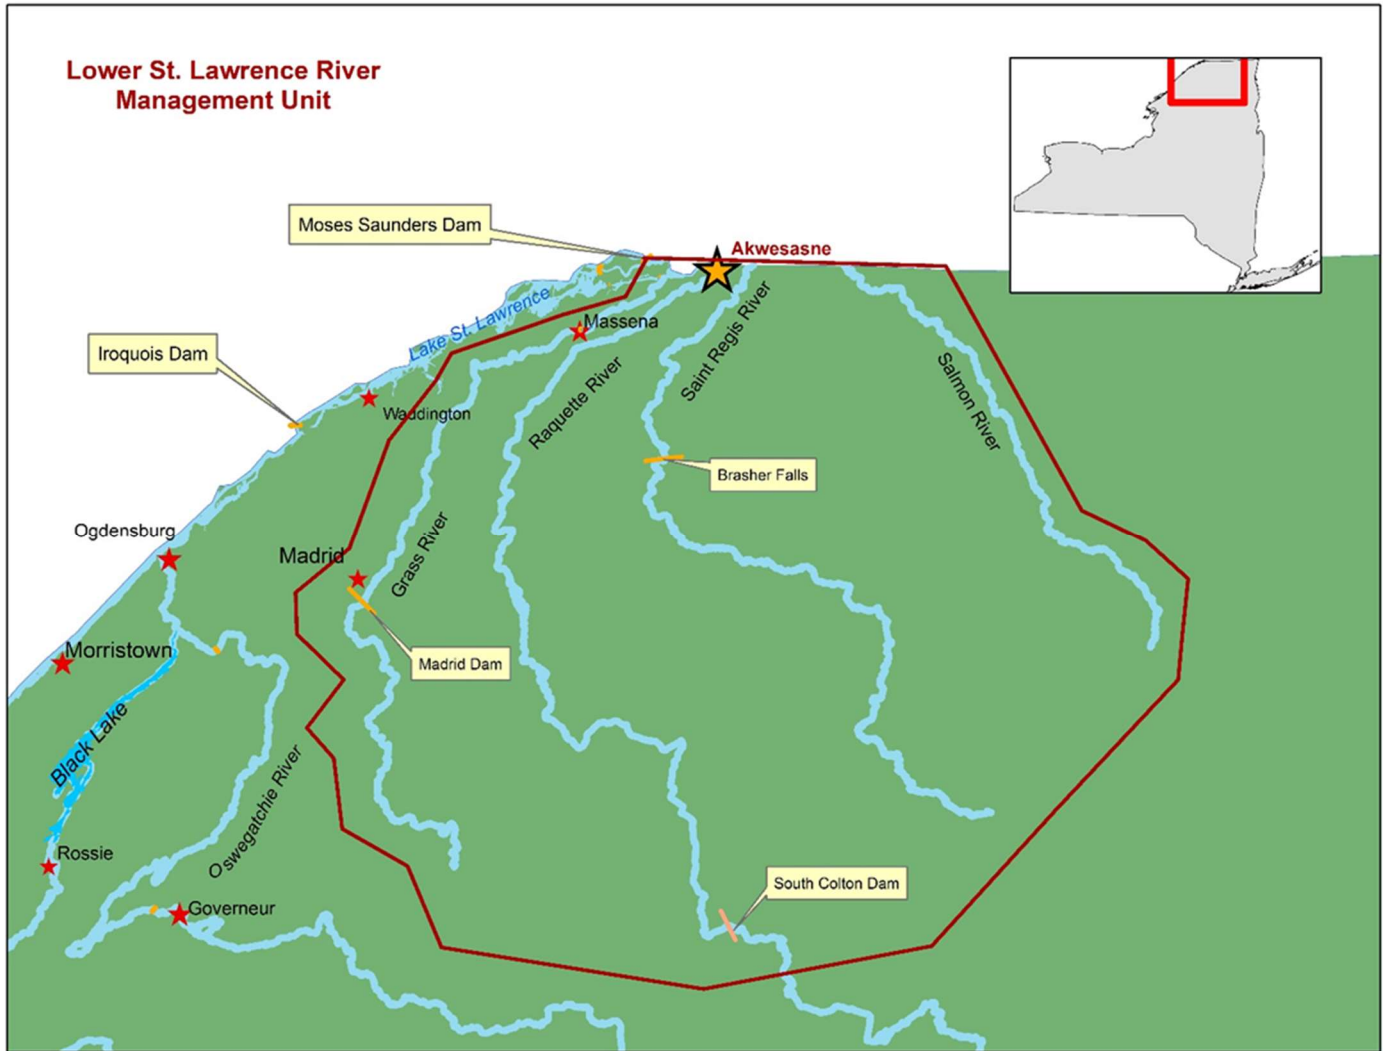 Lower St. Lawrence River
Management Unit
Moses Saunders Dam
Akwesasne
Lake St. Lawrence
Massena
Iroquois Dam
Saint Regis River
Salmon River
Raquette River
Waddington
Brasher Falls
Ogdensburg
Madrid
Grass River
Morristown
Madrid Dam
Black Lake
Oswegatchie River
Rossie
South Colton Dam
Governeur